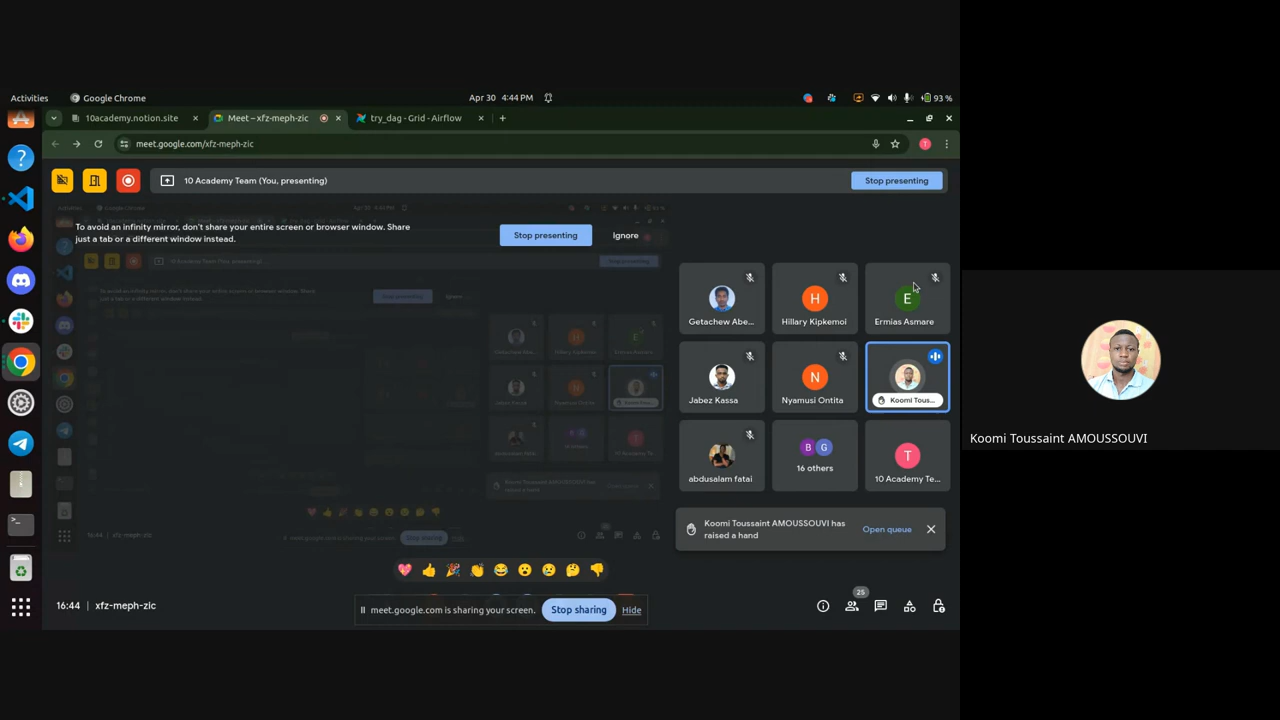 Activities
Google Chrome
Apr 30 4:44 PM
93 %
10academy.notion.site
Meet – xfz-meph-zic
try_dag - Grid - Airflow
meet.google.com/xfz-meph-zic
T
10 Academy Team (You, presenting)
Stop presenting
To avoid an infinity mirror, don't share your entire screen or browser window. Share
just a tab or a different window instead.
Stop presenting
Ignore
Getachew Abe...
H
Hillary Kipkemoi
E
Ermias Asmare
Jabez Kassa
N
Nyamusi Ontita
Koomi Tous...
abdusalam fatai
B G
16 others
T
10 Academy Te...
Koomi Toussaint AMOUSSOUVI has
raised a hand
Open queue
Koomi Toussaint AMOUSSOUVI
16:44 | xfz-meph-zic
meet.google.com is sharing your screen.
Stop sharing
Hide
25